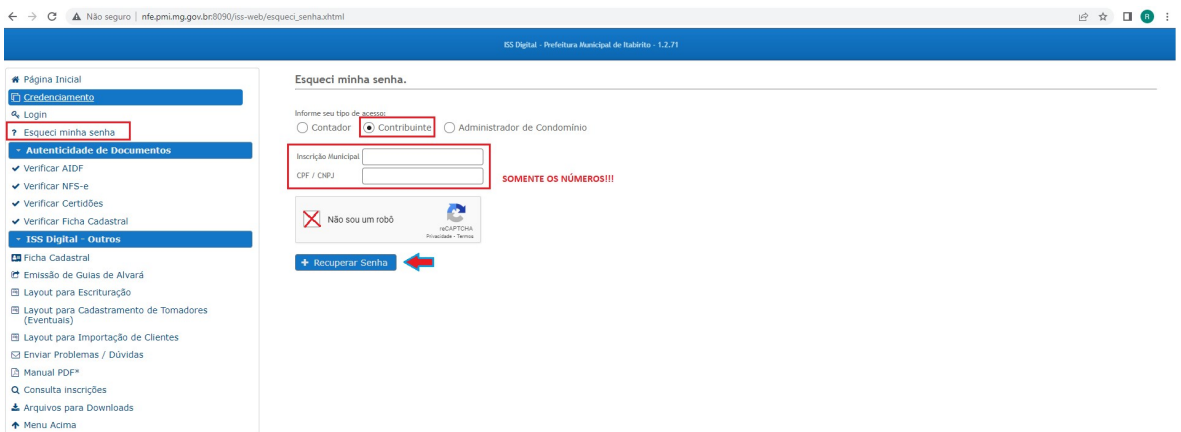 Não seguro | nfe.pmi.mg.gov.br:8090/iss-web/esqueci_senha.xhtml
R
ISS Digital - Prefeitura Municipal de Itabirito - 1.2.71
Página Inicial
Credenciamento
Login
? Esqueci minha senha
Autenticidade de Documentos
Verificar AIDF
Verificar NFS-e
Verificar Certidões
Verificar Ficha Cadastral
ISS Digital - Outros
Ficha Cadastral
Emissão de Guias de Alvará
Layout para Escrituração
Layout para Cadastramento de Tomadores
(Eventuais)
Layout para Importação de Clientes
Enviar Problemas / Dúvidas
Manual PDF*
Consulta inscrições
Arquivos para Downloads
Menu Acima
Esqueci minha senha.
Informe seu tipo de acesso:
Contador Contribuinte Administrador de Condomínio
Inscrição Municipal
CPF / CNPJ
SOMENTE OS NÚMEROS!!!
Não sou um robô
reCAPTCHA
Privacidade - Termos
+ Recuperar Senha